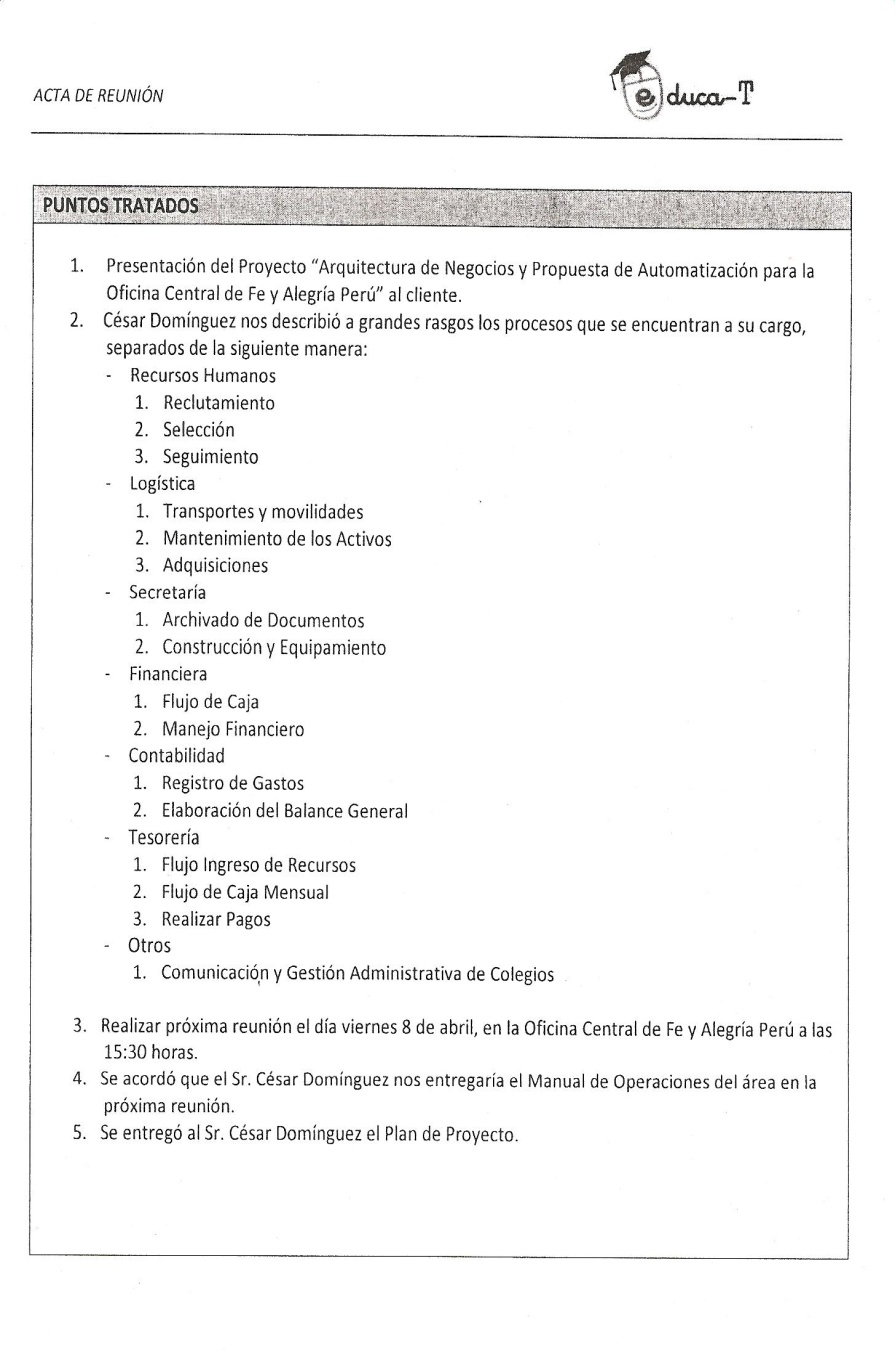 ACTA DE REUNIÓN
educa-T
PUNTOS TRATADOS
1. Presentación del Proyecto “Arquitectura de Negocios y Propuesta de Automatización para la
Oficina Central de Fe y Alegría Perú” al cliente.
2. César Domínguez nos describió a grandes rasgos los procesos que se encuentran a su cargo,
separados de la siguiente manera:
- Recursos Humanos
1. Reclutamiento
2. Selección
3. Seguimiento
- Logística
1. Transportes y movilidades
2. Mantenimiento de los Activos
3. Adquisiciones
- Secretaría
1. Archivado de Documentos
2. Construcción y Equipamiento
- Financiera
1. Flujo de Caja
2. Manejo Financiero
- Contabilidad
1. Registro de Gastos
2. Elaboración del Balance General
- Tesorería
1. Flujo Ingreso de Recursos
2. Flujo de Caja Mensual
3. Realizar Pagos
- Otros
1. Comunicación y Gestión Administrativa de Colegios
3. Realizar próxima reunión el día viernes 8 de abril, en la Oficina Central de Fe y Alegría Perú a las
15:30 horas.
4. Se acordó que el Sr. César Domínguez nos entregaría el Manual de Operaciones del área en la
próxima reunión.
5. Se entregó al Sr. César Domínguez el Plan de Proyecto.